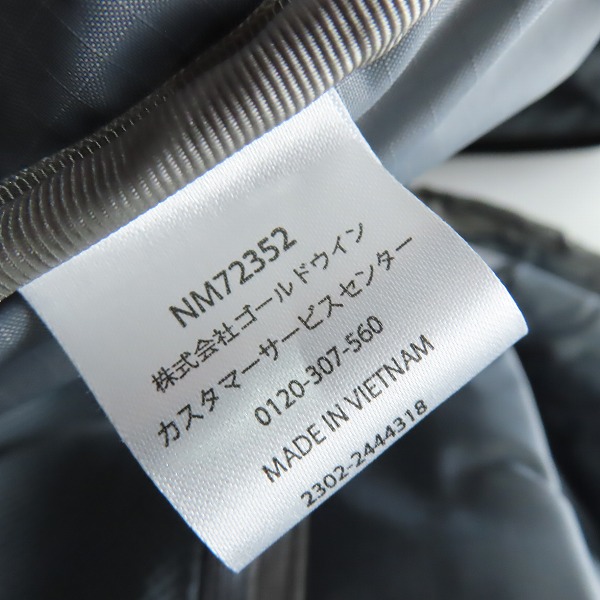 NM72352
株式会社ゴールドウイン
カスタマーサービスセンター
0120-307-560
MADE IN VIETNAM
2302-2444318